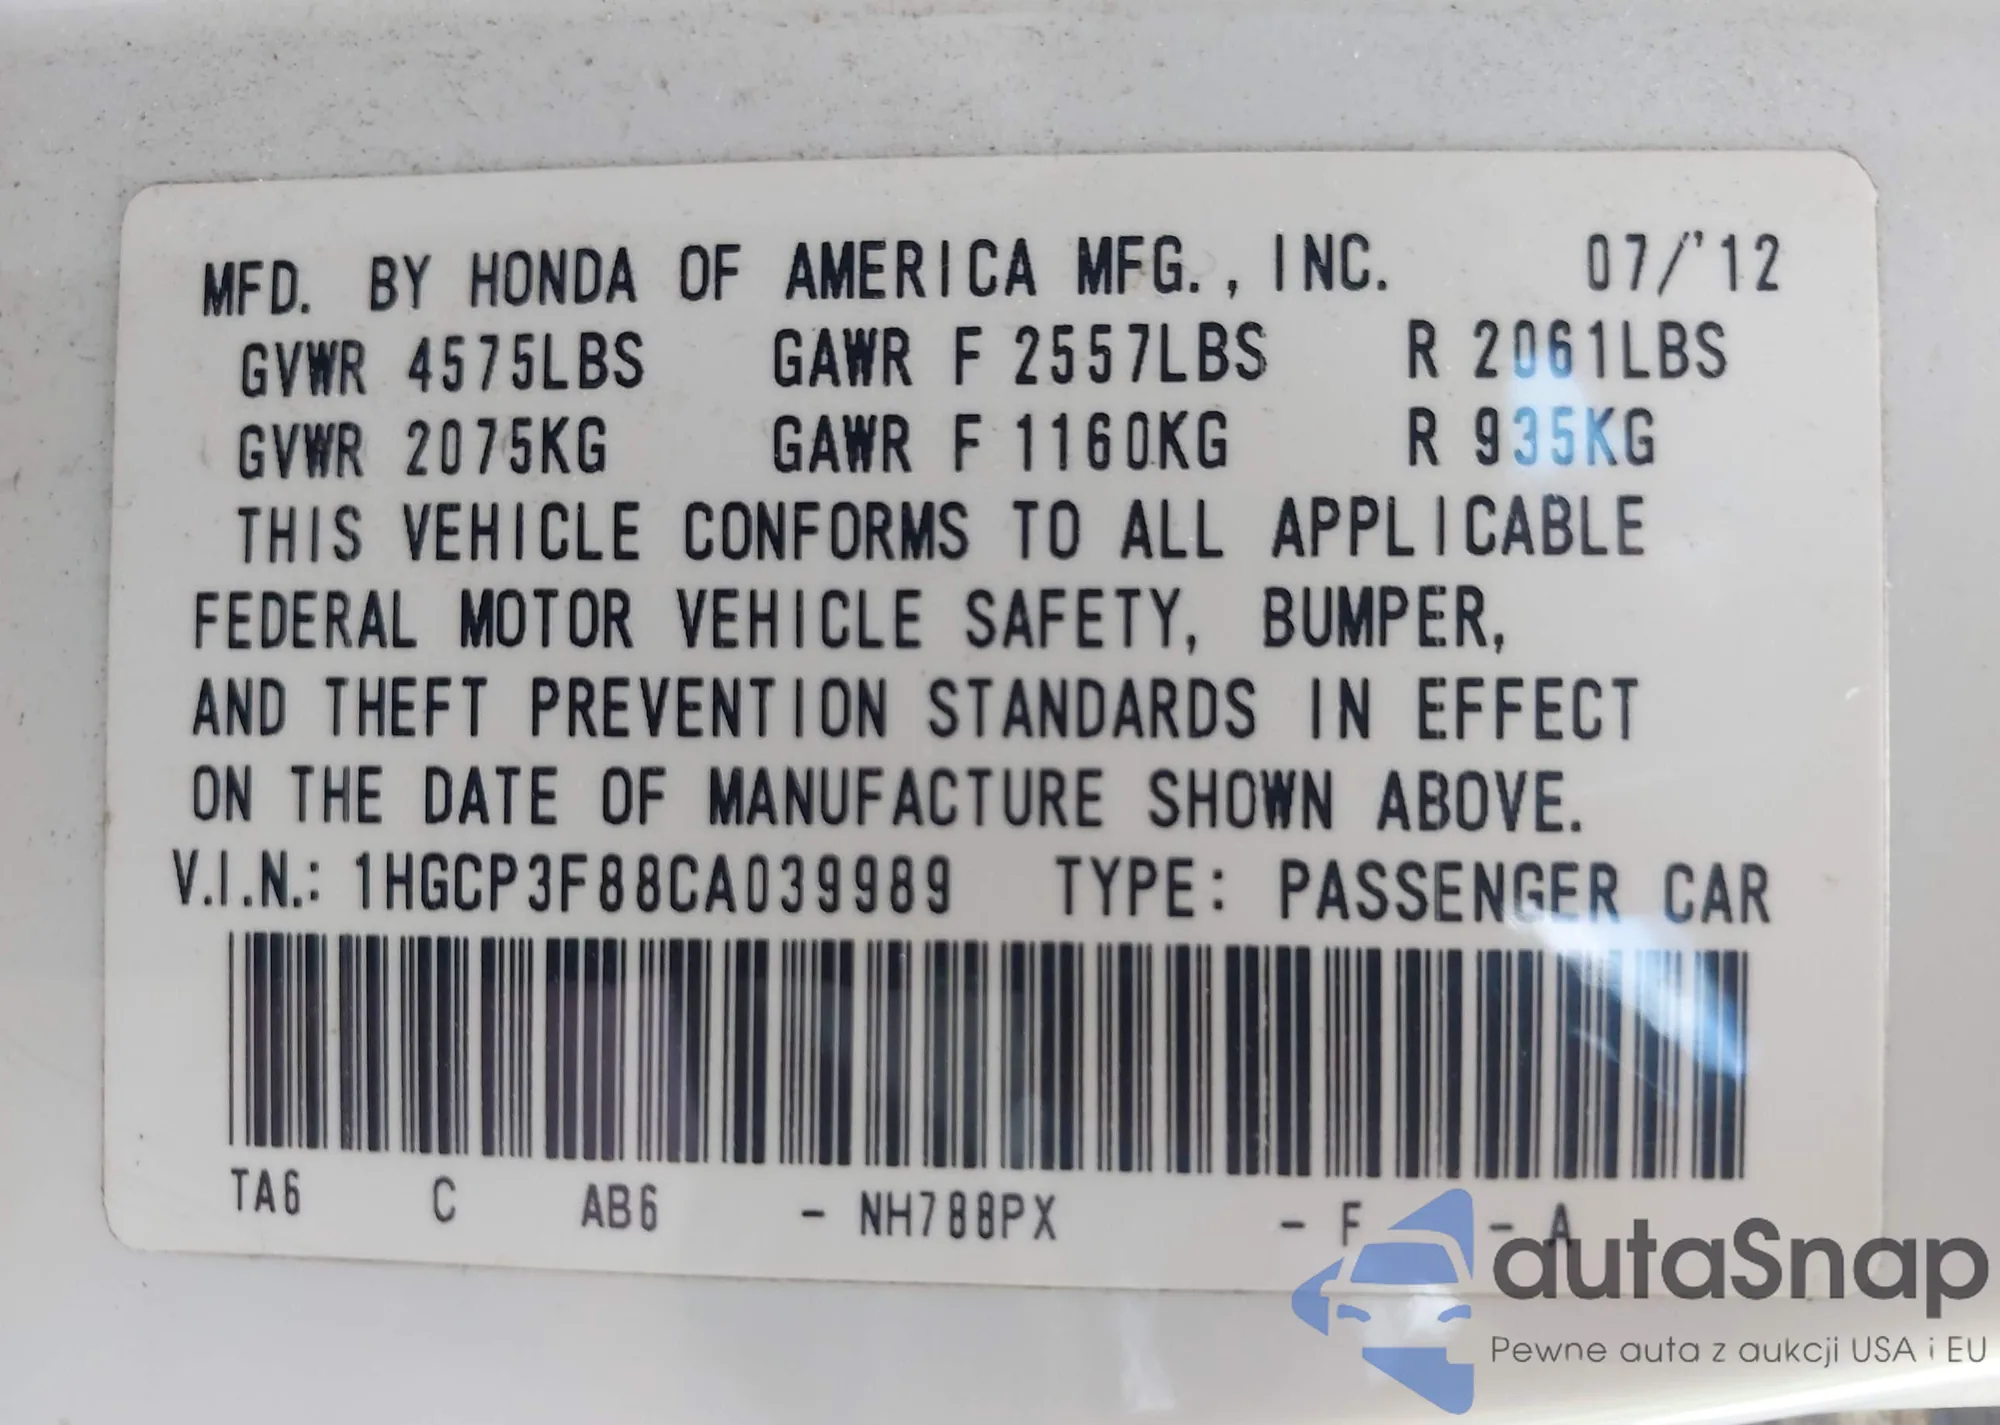 MFD. BY HONDA OF AMERICA MFG., INC. 07/'12
GVWR 4575LBS GAWR F 2557LBS R 2061LBS
GVWR 2075KG GAWR F 1160KG R 935KG
THIS VEHICLE CONFORMS TO ALL APPLICABLE
FEDERAL MOTOR VEHICLE SAFETY, BUMPER,
AND THEFT PREVENTION STANDARDS IN EFFECT
ON THE DATE OF MANUFACTURE SHOWN ABOVE.
V.I.N.: 1HGCP3F88CA039989 TYPE: PASSENGER CAR
TA6 C AB6 - NH788PX - F - A
autaSnap
Pewne auta z aukcji USA i EU